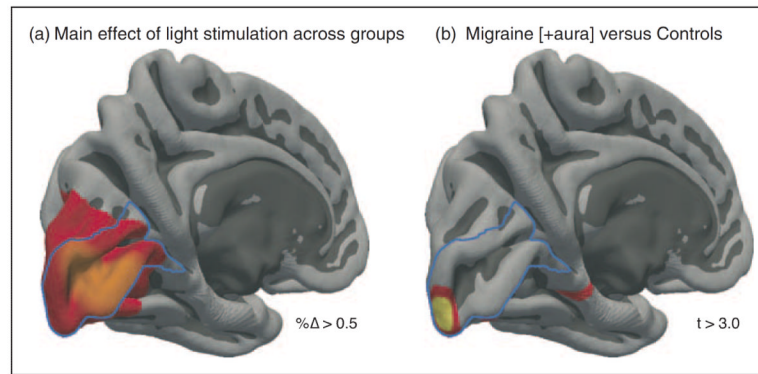 (a) Main effect of light stimulation across groups
(b) Migraine [+aura] versus Controls
%Δ > 0.5
t > 3.0